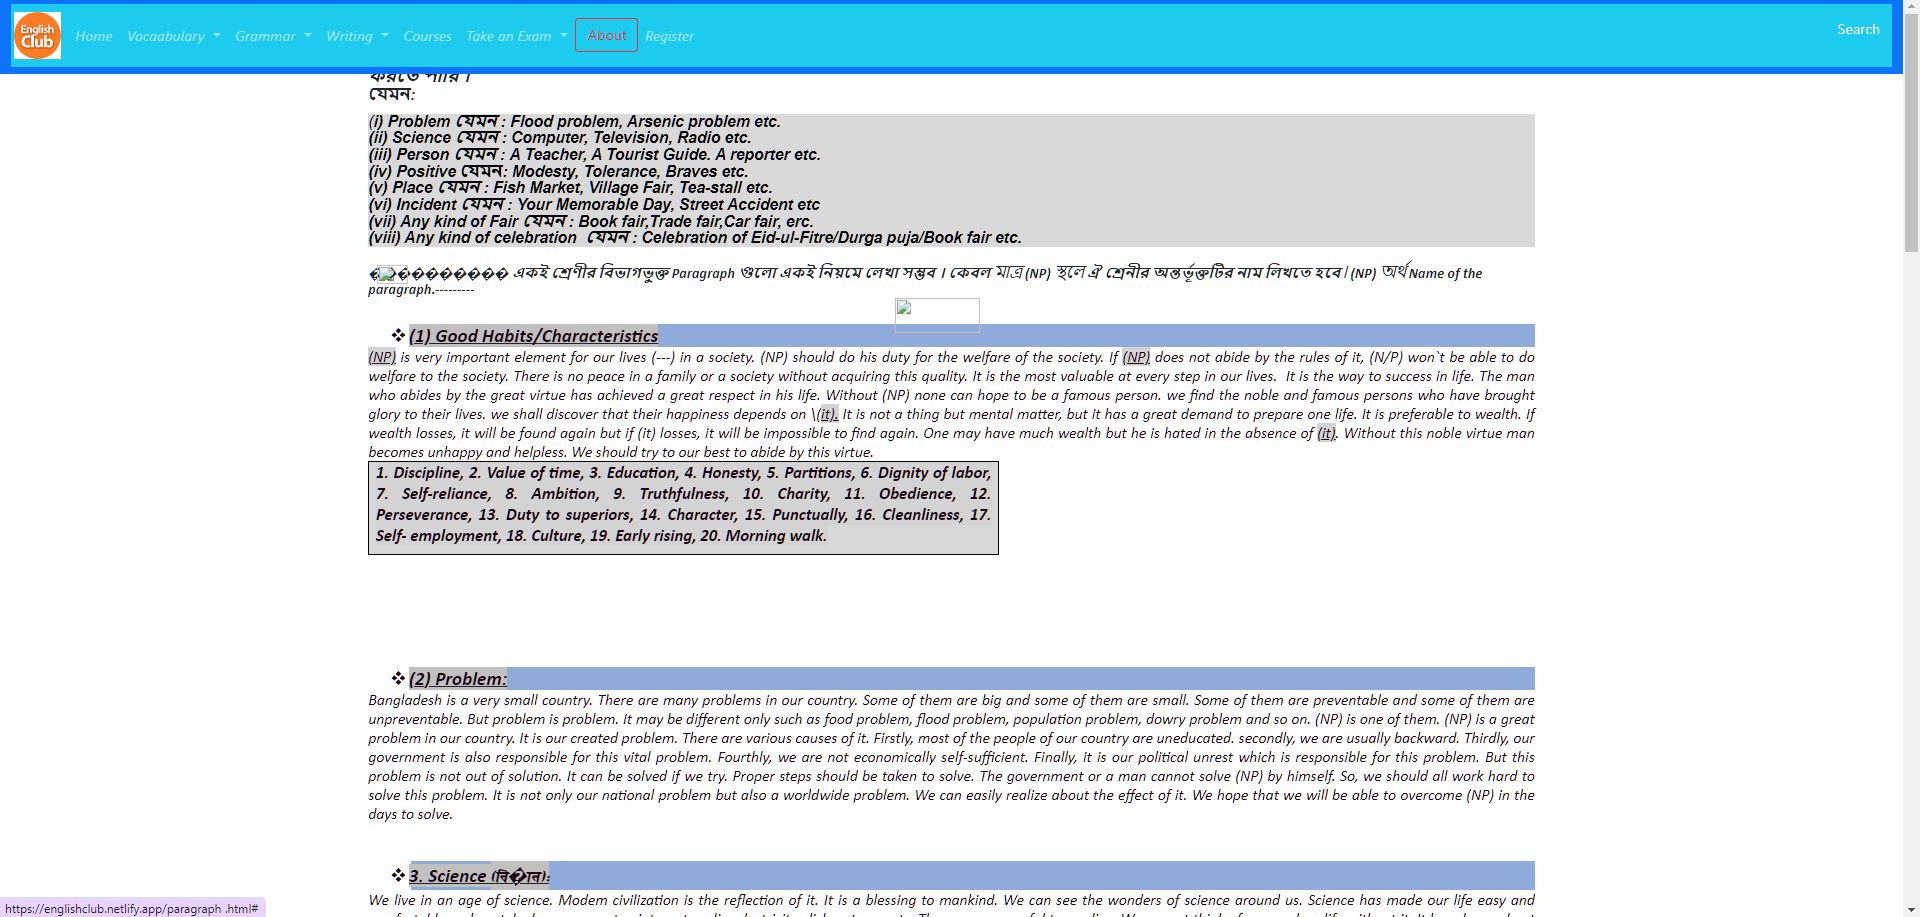 English Club
Home Vocaabulary Grammar Writing Courses Take an Exam About Register Search
করতে পারি ।
যেমন:
(i) Problem যেমন : Flood problem, Arsenic problem etc.
(ii) Science যেমন : Computer, Television, Radio etc.
(iii) Person যেমন : A Teacher, A Tourist Guide. A reporter etc.
(iv) Positive যেমন: Modesty, Tolerance, Braves etc.
(v) Place যেমন : Fish Market, Village Fair, Tea-stall etc.
(vi) Incident যেমন : Your Memorable Day, Street Accident etc
(vii) Any kind of Fair যেমন : Book fair,Trade fair,Car fair, erc.
(viii) Any kind of celebration যেমন : Celebration of Eid-ul-Fitre/Durga puja/Book fair etc.
একই শ্রেণীর বিভাগভুক্ত Paragraph গুলো একই নিয়মে লেখা সম্ভব । কেবল মাত্র (NP) স্থলে ঐ শ্রেনীর অন্তর্ভূক্তটির নাম লিখতে হবে। (NP) অর্থ Name of the
paragraph.---------
❖ (1) Good Habits/Characteristics
(NP) is very important element for our lives (---) in a society. (NP) should do his duty for the welfare of the society. If (NP) does not abide by the rules of it, (N/P) won`t be able to do
welfare to the society. There is no peace in a family or a society without acquiring this quality. It is the most valuable at every step in our lives. It is the way to success in life. The man
who abides by the great virtue has achieved a great respect in his life. Without (NP) none can hope to be a famous person. we find the noble and famous persons who have brought
glory to their lives. we shall discover that their happiness depends on \(it). It is not a thing but mental matter, but it has a great demand to prepare one life. It is preferable to wealth. If
wealth losses, it will be found again but if (it) losses, it will be impossible to find again. One may have much wealth but he is hated in the absence of (it). Without this noble virtue man
becomes unhappy and helpless. We should try to our best to abide by this virtue.
1. Discipline, 2. Value of time, 3. Education, 4. Honesty, 5. Partitions, 6. Dignity of labor,
7. Self-reliance, 8. Ambition, 9. Truthfulness, 10. Charity, 11. Obedience, 12.
Perseverance, 13. Duty to superiors, 14. Character, 15. Punctually, 16. Cleanliness, 17.
Self- employment, 18. Culture, 19. Early rising, 20. Morning walk.
❖ (2) Problem:
Bangladesh is a very small country. There are many problems in our country. Some of them are big and some of them are small. Some of them are preventable and some of them are
unpreventable. But problem is problem. It may be different only such as food problem, flood problem, population problem, dowry problem and so on. (NP) is one of them. (NP) is a great
problem in our country. It is our created problem. There are various causes of it. Firstly, most of the people of our country are uneducated. secondly, we are usually backward. Thirdly, our
government is also responsible for this vital problem. Fourthly, we are not economically self-sufficient. Finally, it is our political unrest which is responsible for this problem. But this
problem is not out of solution. It can be solved if we try. Proper steps should be taken to solve. The government or a man cannot solve (NP) by himself. So, we should all work hard to
solve this problem. It is not only our national problem but also a worldwide problem. We can easily realize about the effect of it. We hope that we will be able to overcome (NP) in the
days to solve.
❖ 3. Science (বি�ান):
We live in an age of science. Modem civilization is the reflection of it. It is a blessing to mankind. We can see the wonders of science around us. Science has made our life easy and
https://englishclub.netlify.app/paragraph .html#